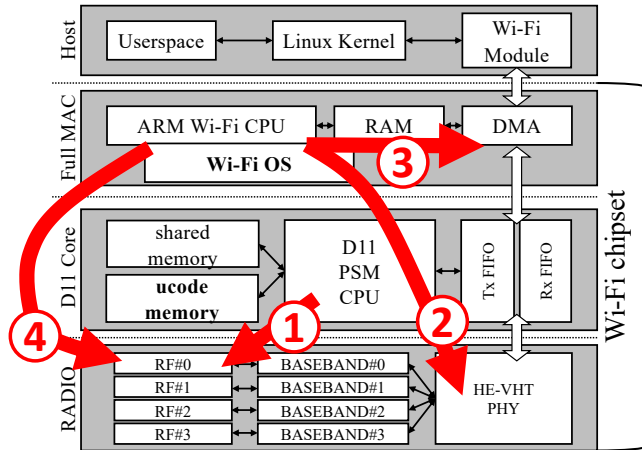 Host
Userspace
Linux Kernel
Wi-Fi
Module
Full MAC
ARM Wi-Fi CPU
RAM
DMA
Wi-Fi OS
3
D11 Core
shared
memory
ucode
memory
D11
PSM
CPU
Tx FIFO
Rx FIFO
Wi-Fi chipset
4
1
2
RADIO
RF#0
BASEBAND#0
RF#1
BASEBAND#1
RF#2
BASEBAND#2
RF#3
BASEBAND#3
HE-VHT
PHY